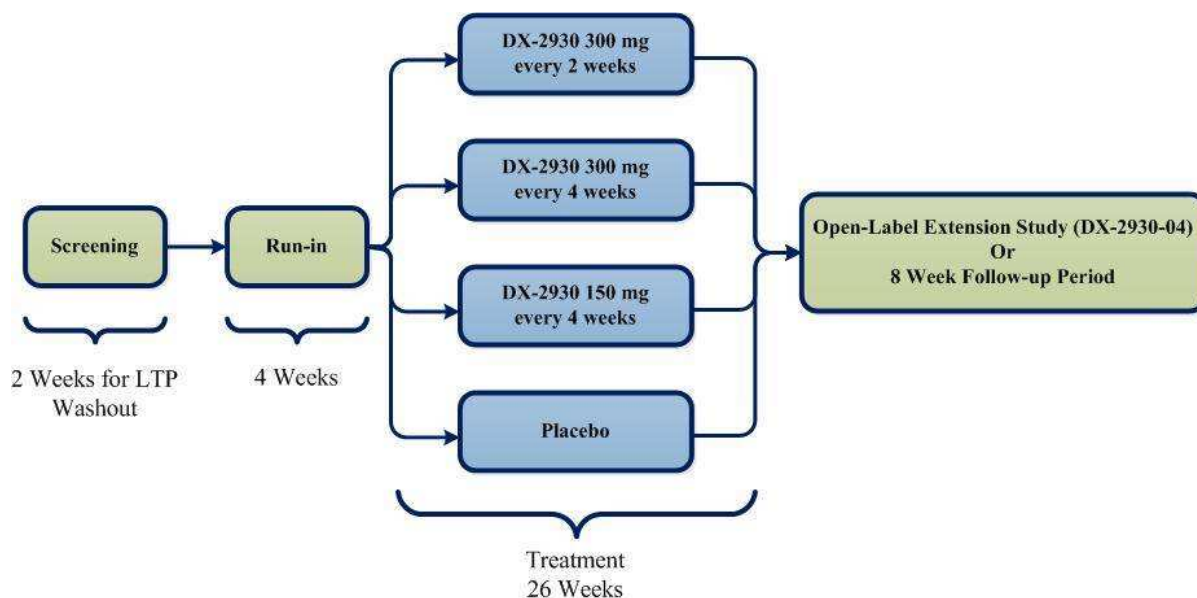 DX-2930 300 mg
every 2 weeks
DX-2930 300 mg
every 4 weeks
Screening
Run-in
Open-Label Extension Study (DX-2930-04)
Or
8 Week Follow-up Period
DX-2930 150 mg
every 4 weeks
2 Weeks for LTP
Washout
4 Weeks
Placebo
Treatment
26 Weeks